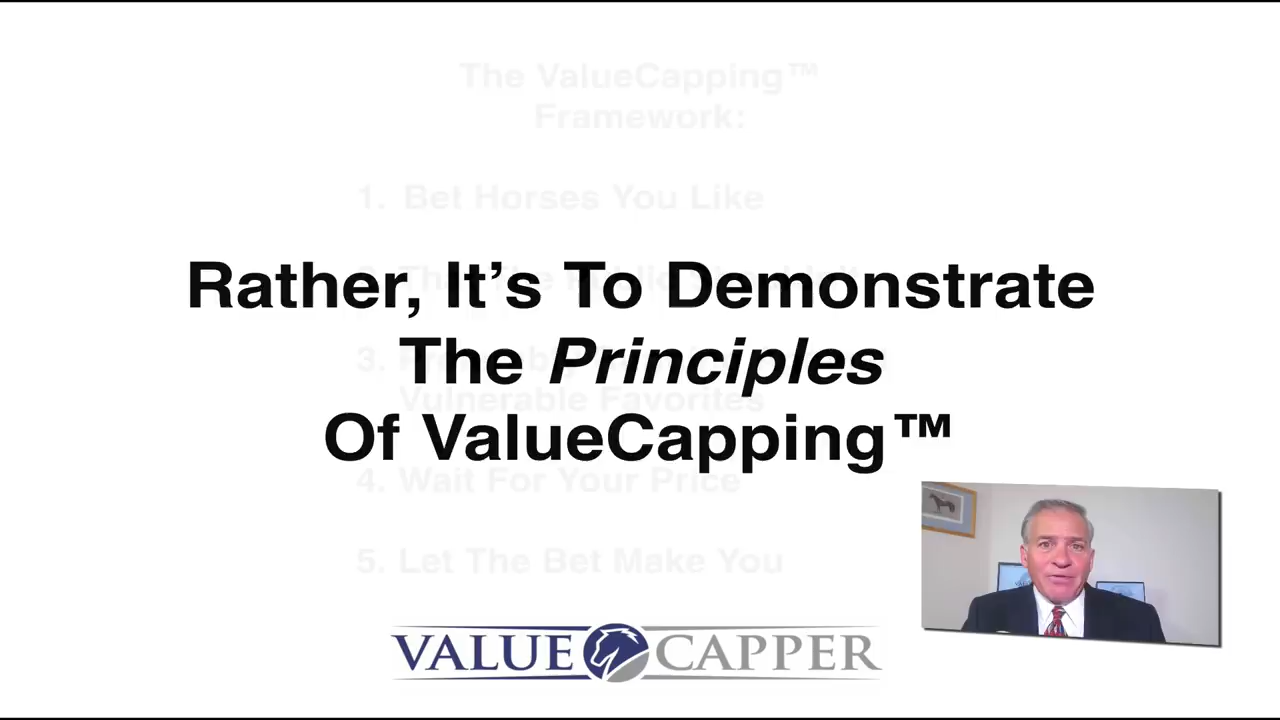 The ValueCapping™
Framework:
1. Bet Horses You Like
Rather, It's To Demonstrate
The Principles
3.
Vulnerable Favorites
Of ValueCapping™
4. Wait For Your Price
5. Let The Bet Make You
VALUE CAPPER